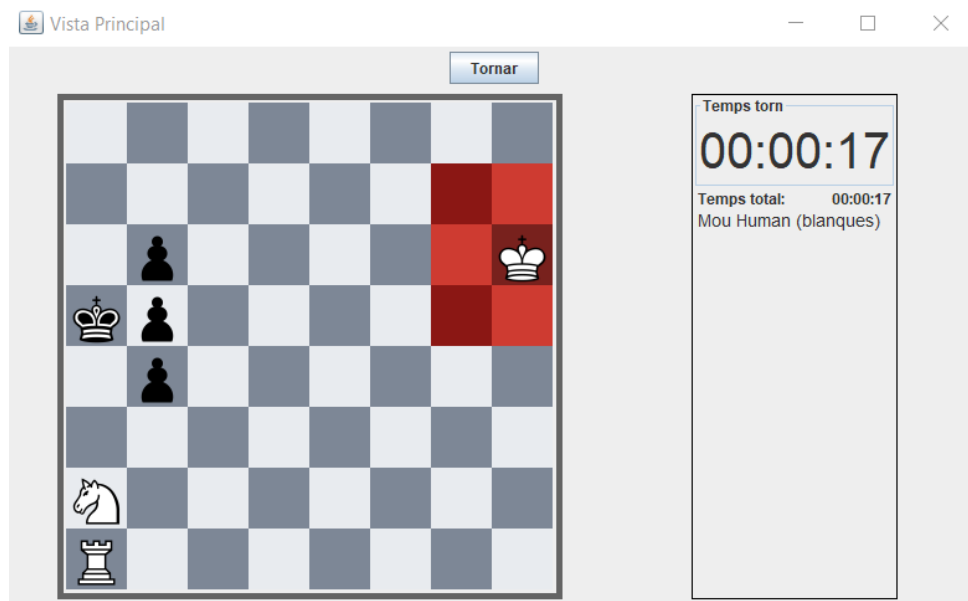 Vista Principal
Tornar
Temps torn
00:00:17
Temps total: 00:00:17
Mou Human (blanques)